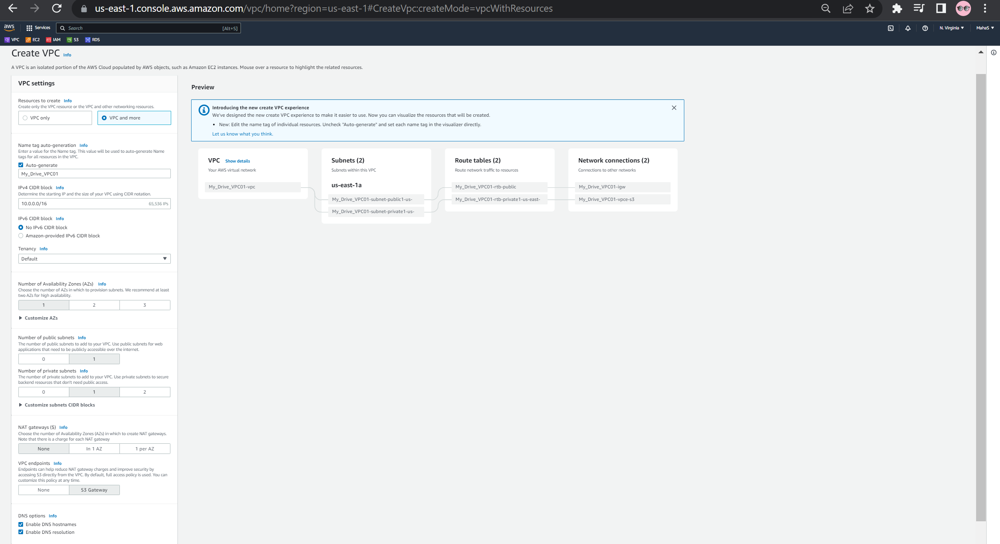 us-east-1.console.aws.amazon.com/vpc/home?region=us-east-1#CreateVpc:createMode=vpcWithResources
aws Services Search [Alt+S] N. Virginia MahaS
VPC EC2 IAM S3 RDS
Create VPC Info
A VPC is an isolated portion of the AWS Cloud populated by AWS objects, such as Amazon EC2 instances. Mouse over a resource to highlight the related resources.
VPC settings
Resources to create Info
Create only the VPC resource or the VPC and other networking resources.
VPC only VPC and more
Name tag auto-generation Info
Enter a value for the Name tag. This value will be used to auto-generate Name
tags for all resources in the VPC.
Auto-generate
My_Drive_VPC01
IPv4 CIDR block Info
Determine the starting IP and the size of your VPC using CIDR notation.
10.0.0.0/16 65,536 IPs
IPv6 CIDR block Info
No IPv6 CIDR block
Amazon-provided IPv6 CIDR block
Tenancy Info
Default
Number of Availability Zones (AZs) Info
Choose the number of AZs in which to provision subnets. We recommend at least
two AZs for high availability.
1 2 3
Customize AZs
Number of public subnets Info
The number of public subnets to add to your VPC. Use public subnets for web
applications that need to be publicly accessible over the internet.
0 1
Number of private subnets Info
The number of private subnets to add to your VPC. Use private subnets to secure
backend resources that don't need public access.
0 1 2
Customize subnets CIDR blocks
NAT gateways ($) Info
Choose the number of Availability Zones (AZs) in which to create NAT gateways.
Note that there is a charge for each NAT gateway
None In 1 AZ 1 per AZ
VPC endpoints Info
Endpoints can help reduce NAT gateway charges and improve security by
accessing S3 directly from the VPC. By default, full access policy is used. You can
customize this policy at any time.
None S3 Gateway
DNS options Info
Enable DNS hostnames
Enable DNS resolution
Preview
Introducing the new create VPC experience
We've designed the new create VPC experience to make it easier to use. Now you can visualize the resources that will be created.
• New: Edit the name tag of individual resources. Uncheck "Auto-generate" and set each name tag in the visualizer directly.
Let us know what you think.
VPC Show details
Your AWS virtual network
My_Drive_VPC01-vpc
Subnets (2)
Subnets within this VPC
us-east-1a
My_Drive_VPC01-subnet-public1-us-
My_Drive_VPC01-subnet-private1-us-
Route tables (2)
Route network traffic to resources
My_Drive_VPC01-rtb-public
My_Drive_VPC01-rtb-private1-us-east-
Network connections (2)
Connections to other networks
My_Drive_VPC01-igw
My_Drive_VPC01-vpce-s3